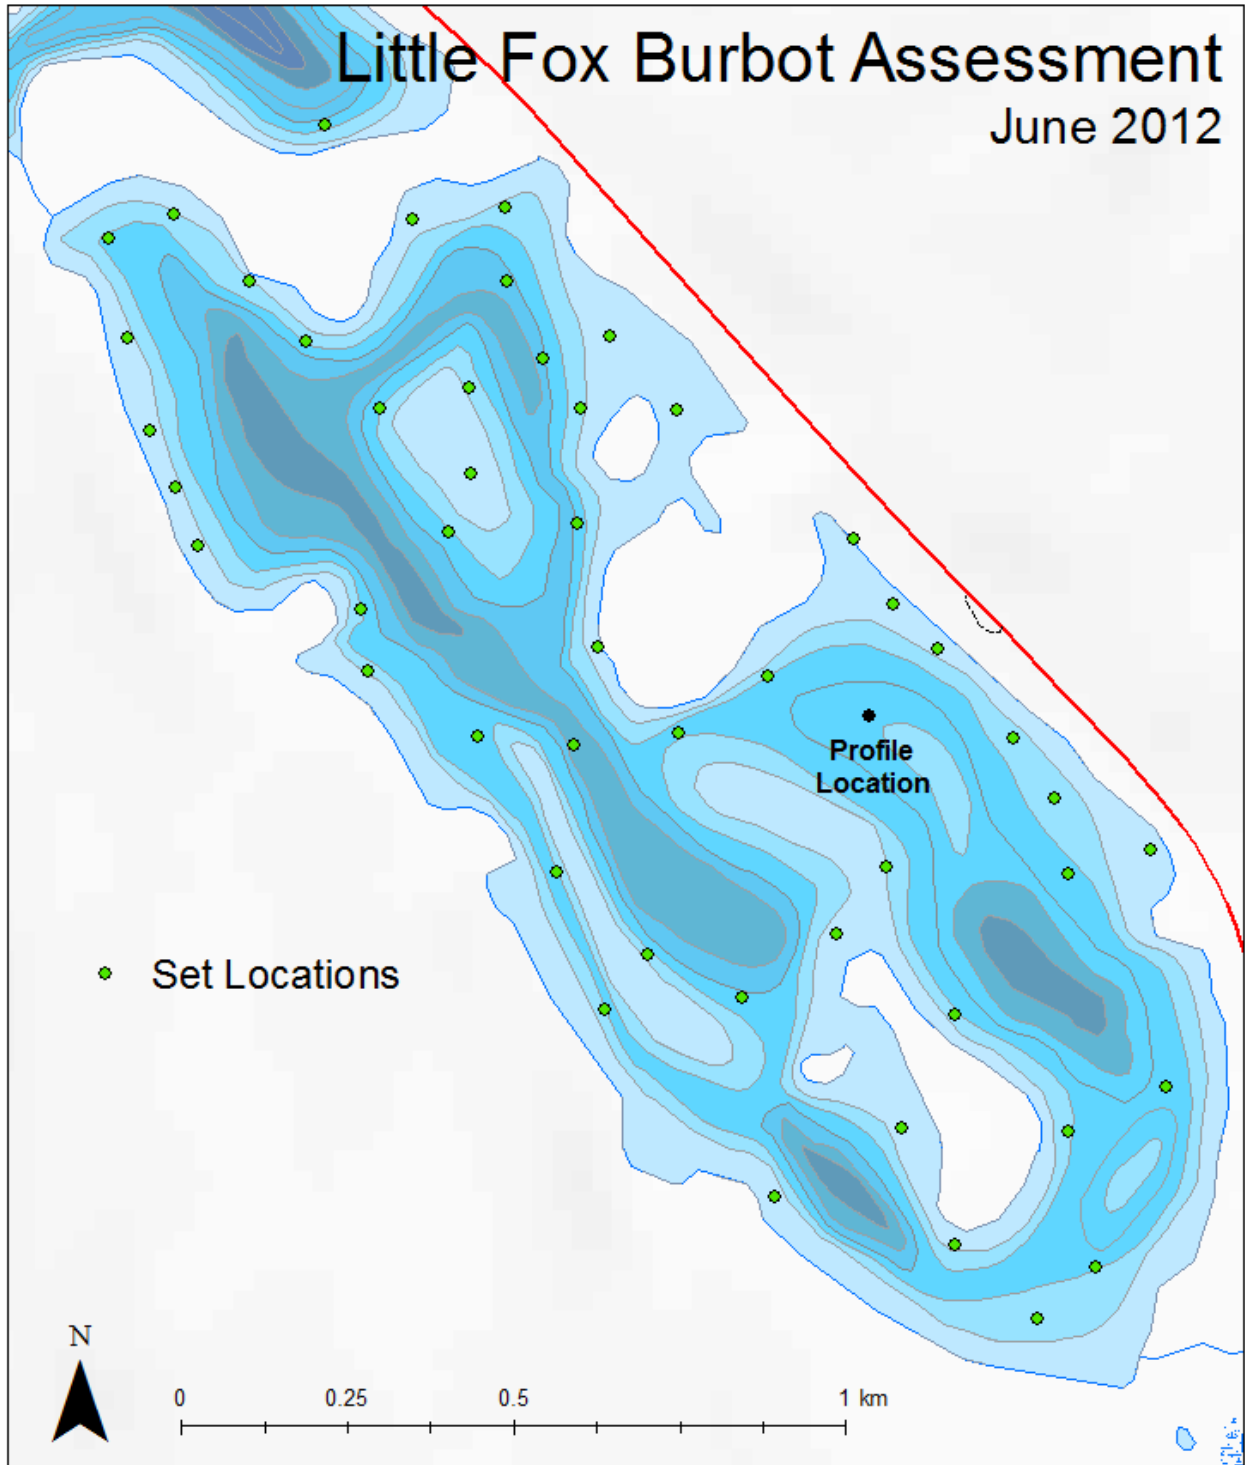 Little Fox Burbot Assessment
June 2012
Profile
Location
Set Locations
N
0 0.25 0.5 1 km